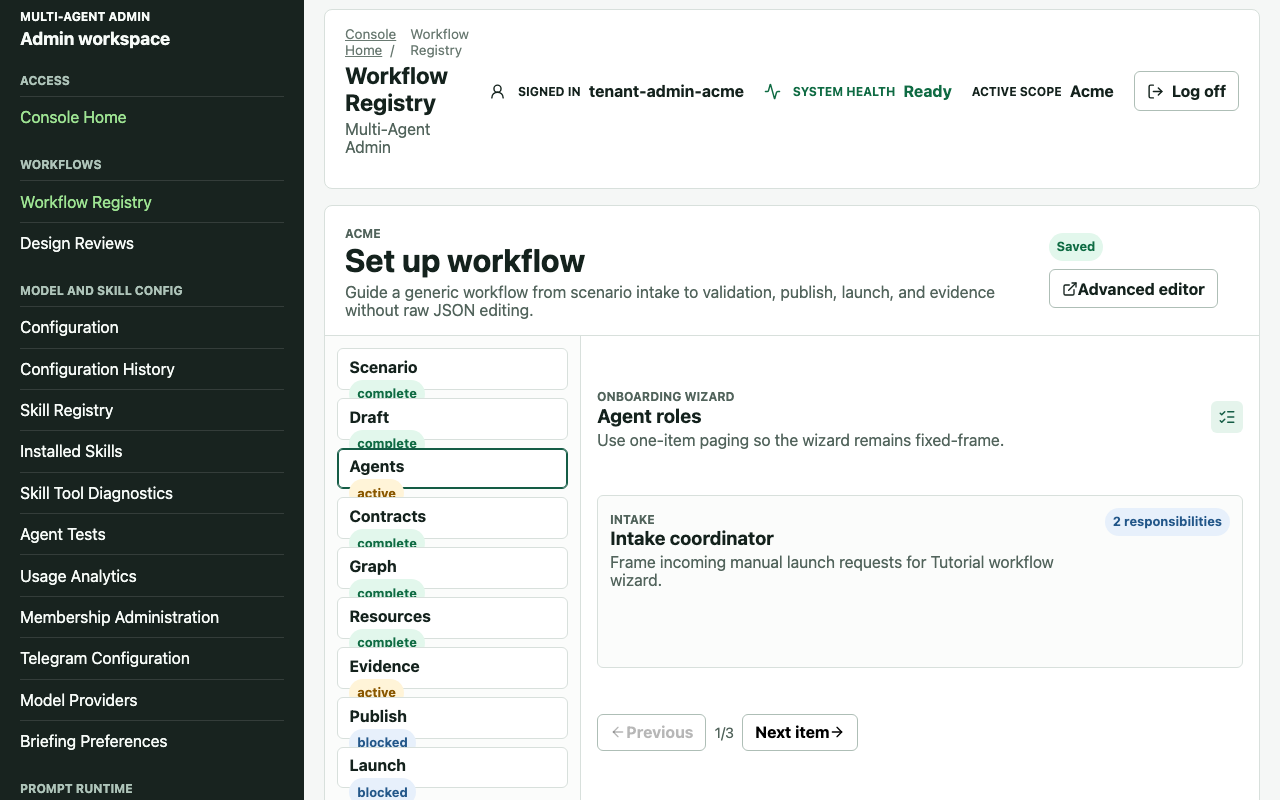 MULTI-AGENT ADMIN
Admin workspace
ACCESS
Console Home
WORKFLOWS
Workflow Registry
Design Reviews
MODEL AND SKILL CONFIG
Configuration
Configuration History
Skill Registry
Installed Skills
Skill Tool Diagnostics
Agent Tests
Usage Analytics
Membership Administration
Telegram Configuration
Model Providers
Briefing Preferences
PROMPT RUNTIME
Console
Home /
Workflow
Registry
Workflow
Registry
Multi-Agent
Admin
SIGNED IN tenant-admin-acme
SYSTEM HEALTH Ready
ACTIVE SCOPE Acme
Log off
ACME
Set up workflow
Guide a generic workflow from scenario intake to validation, publish, launch, and evidence
without raw JSON editing.
Saved
Advanced editor
Scenario
complete
Draft
complete
Agents
active
Contracts
complete
Graph
complete
Resources
complete
Evidence
active
Publish
blocked
Launch
blocked
ONBOARDING WIZARD
Agent roles
Use one-item paging so the wizard remains fixed-frame.
INTAKE
Intake coordinator
2 responsibilities
Frame incoming manual launch requests for Tutorial workflow
wizard.
Previous
1/3
Next item